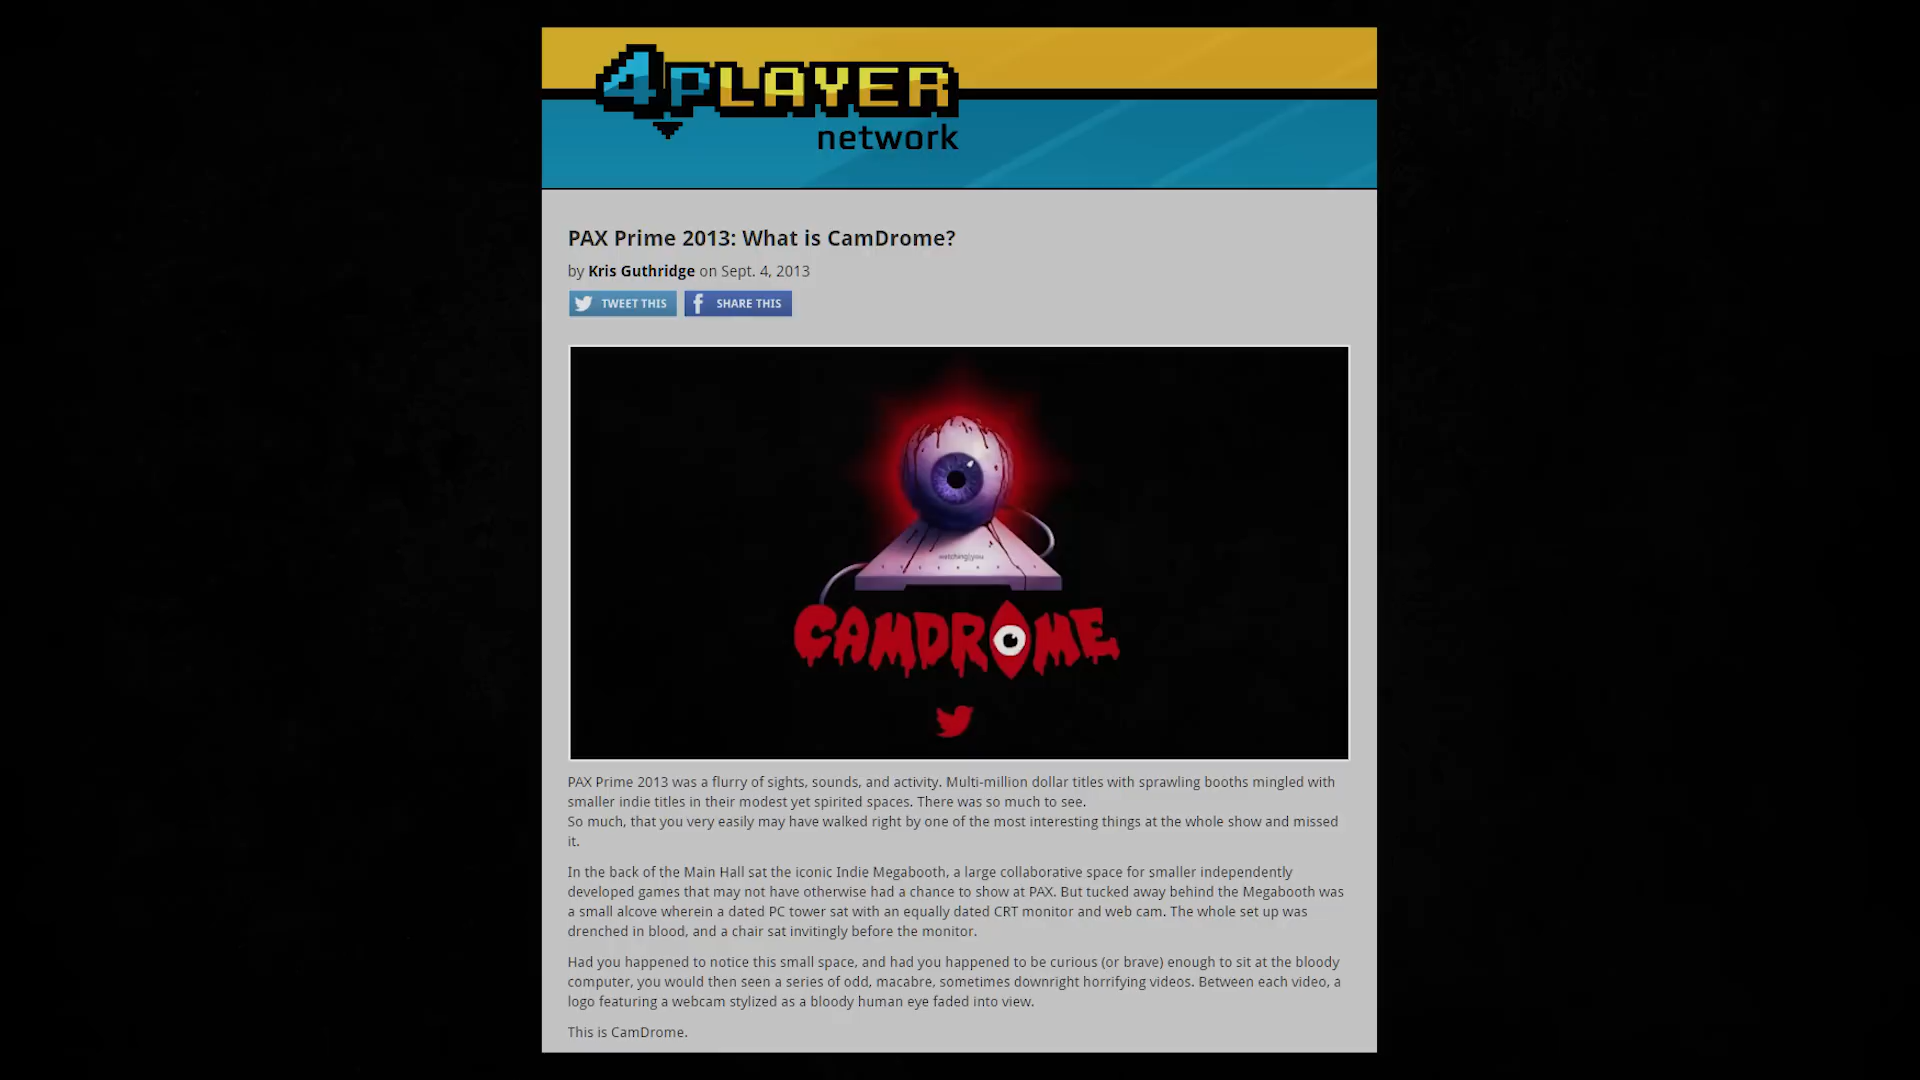 4PLAYER
network
PAX Prime 2013: What is CamDrome?
by Kris Guthridge on Sept. 4, 2013
TWEET THIS SHARE THIS
watching|you
CAMDROME
PAX Prime 2013 was a flurry of sights, sounds, and activity. Multi-million dollar titles with sprawling booths mingled with
smaller indie titles in their modest yet spirited spaces. There was so much to see.
So much, that you very easily may have walked right by one of the most interesting things at the whole show and missed
it.
In the back of the Main Hall sat the iconic Indie Megabooth, a large collaborative space for smaller independently
developed games that may not have otherwise had a chance to show at PAX. But tucked away behind the Megabooth was
a small alcove wherein a dated PC tower sat with an equally dated CRT monitor and web cam. The whole set up was
drenched in blood, and a chair sat invitingly before the monitor.
Had you happened to notice this small space, and had you happened to be curious (or brave) enough to sit at the bloody
computer, you would then seen a series of odd, macabre, sometimes downright horrifying videos. Between each video, a
logo featuring a webcam stylized as a bloody human eye faded into view.
This is CamDrome.